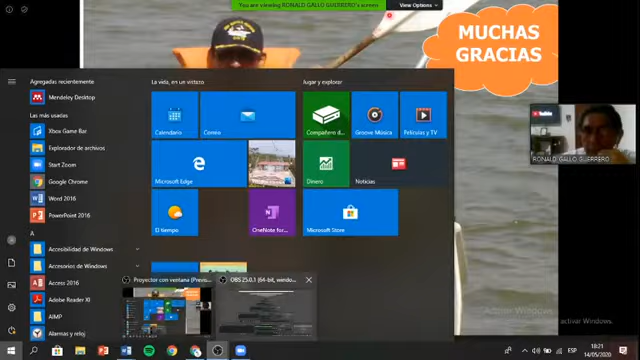 You are viewing RONALD GALLO GUERRERO's screen
View Options
MUCHAS
GRACIAS
Agregadas recientemente
Mendeley Desktop
Las más usadas
Xbox Game Bar
Explorador de archivos
Start Zoom
Google Chrome
Word 2016
PowerPoint 2016
A
Accesibilidad de Windows
Accesorios de Windows
Access 2016
Adobe Reader XI
AIMP
Alarmas y reloj
La vida, en un vistazo
Calendario
Correo
Microsoft Edge
El tiempo
OneNote for...
Jugar y explorar
Compañero d...
Groove Música
Películas y TV
Dinero
Noticias
Microsoft Store
YouTube
RONALD GALLO GUERRERO
Proyector con ventana (Previs...
OBS 25.0.1 (64-bit, windo...
activar Windows.
ESP
18:21
14/05/2020